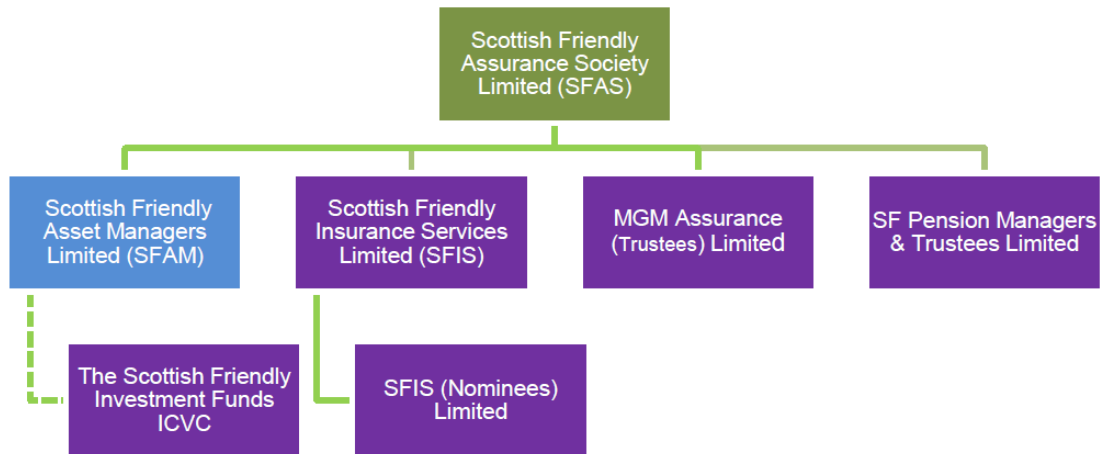 Scottish Friendly
Assurance Society
Limited (SFAS)
Scottish Friendly
Asset Managers
Limited (SFAM)
Scottish Friendly
Insurance Services
Limited (SFIS)
MGM Assurance
(Trustees) Limited
SF Pension Managers
& Trustees Limited
The Scottish Friendly
Investment Funds
ICVC
SFIS (Nominees)
Limited